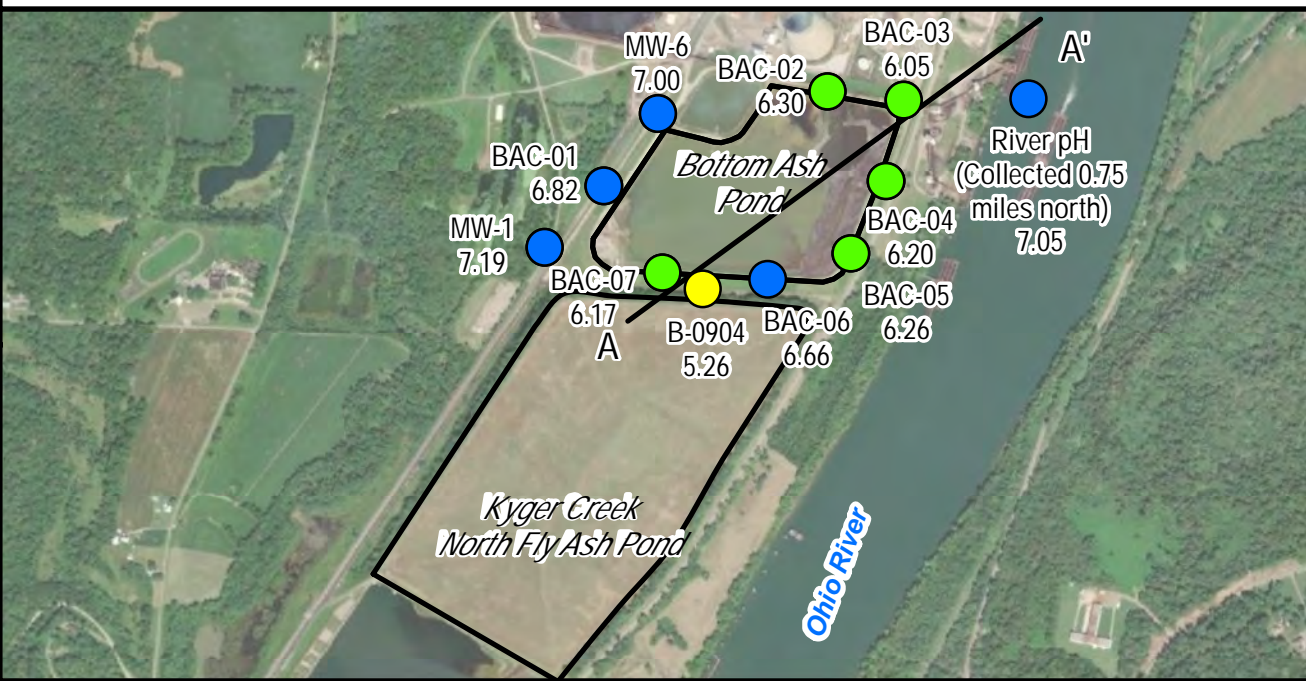 MW-6
7.00
BAC-02
6.30
BAC-03
6.05
A'
River pH
(Collected 0.75
miles north)
7.05
BAC-01
6.82
Bottom Ash
Pond
MW-1
7.19
BAC-04
6.20
BAC-07
6.17
A
B-0904
5.26
BAC-06
6.66
BAC-05
6.26
Kyger Creek
North Fly Ash Pond
Ohio River